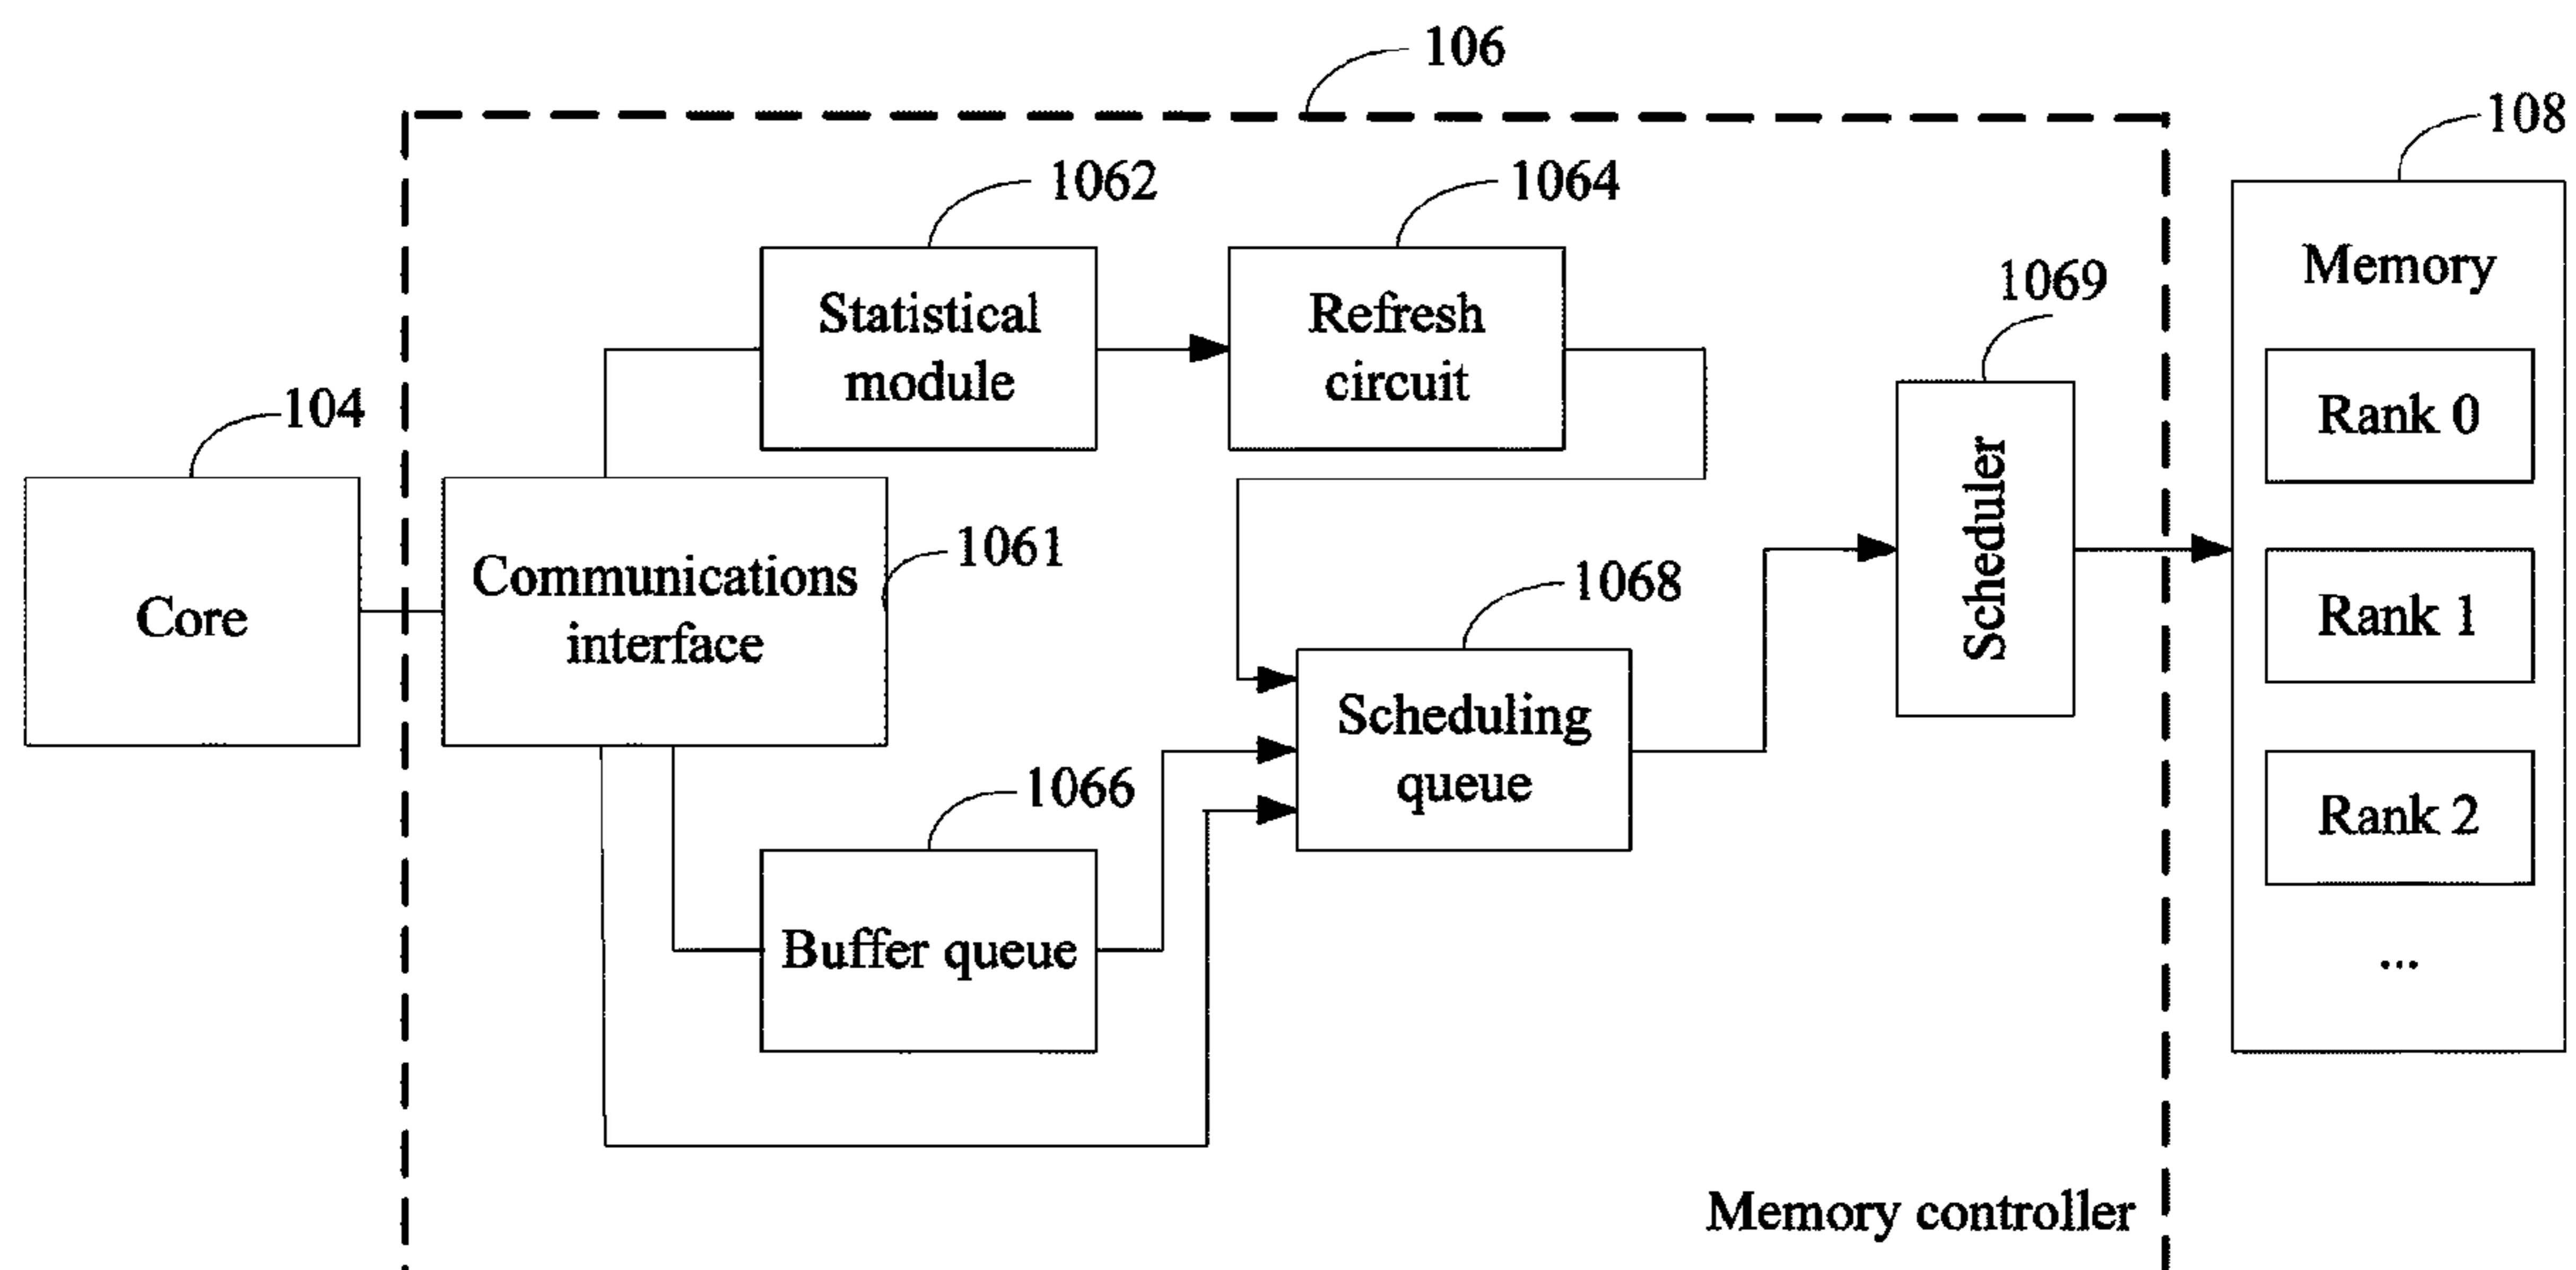 106
108
1062
1064
1069
Memory
Statistical
module
Refresh
circuit
Rank 0
104
Scheduler
Communications
interface
1061
Core
1068
Rank 1
Scheduling
queue
1066
Rank 2
Buffer queue
...
Memory controller